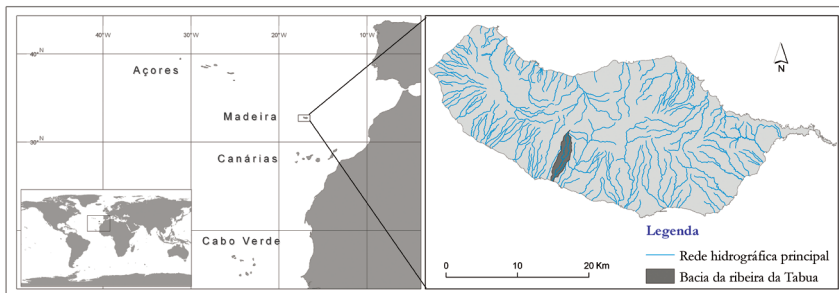 40°W
30°W
20°W
10°W
40°
N
Açores
N
Madeira
30°
N
Canárias
Cabo Verde
Legenda
Rede hidrográfica principal
0
10
20 Km
Bacia da ribeira da Tabua